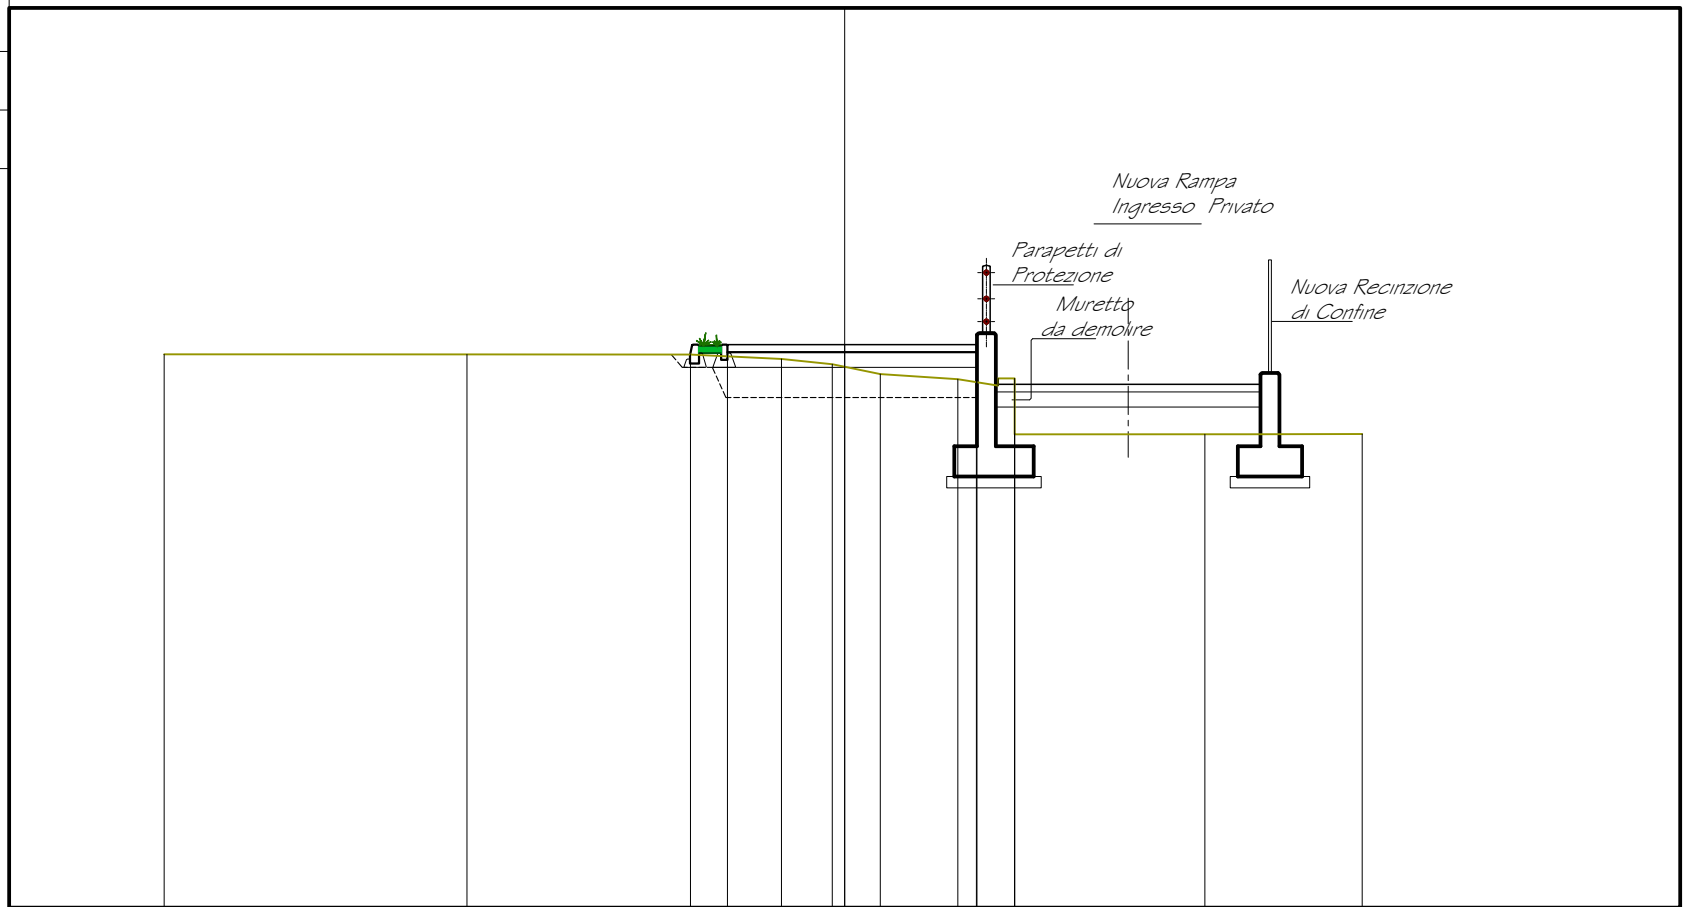 Nuova Rampa
Ingresso Privato
Parapetti di
Protezione
Muretto
da demolire
Nuova Recinzione
di Confine